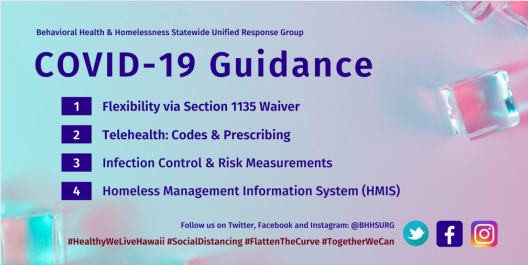 Behavioral Health & Homelessness Statewide Unified Response Group
COVID-19 Guidance
1 Flexibility via Section 1135 Waiver
2 Telehealth: Codes & Prescribing
3 Infection Control & Risk Measurements
4 Homeless Management Information System (HMIS)
Follow us on Twitter, Facebook and Instagram: @BHHSURG
#HealthyWeLiveHawaii #SocialDistancing #FlattenTheCurve #TogetherWeCan